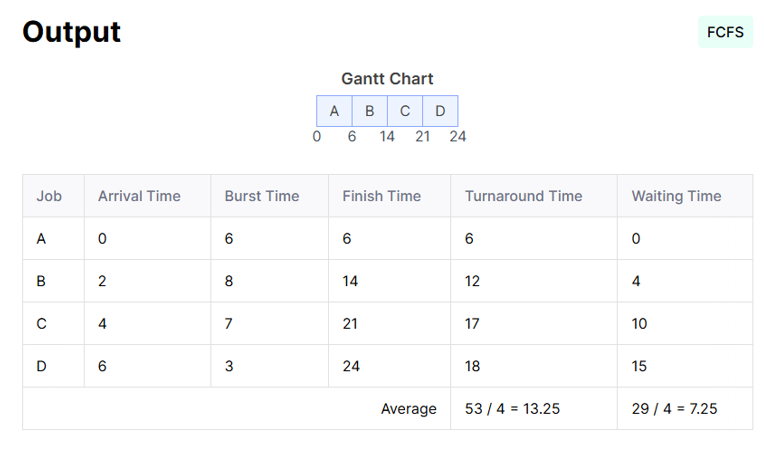 Output
FCFS
Gantt Chart
A B C D
0 6 14 21 24
Job Arrival Time Burst Time Finish Time Turnaround Time Waiting Time
A 0 6 6 6 0
B 2 8 14 12 4
C 4 7 21 17 10
D 6 3 24 18 15
Average 53 / 4 = 13.25 29 / 4 = 7.25